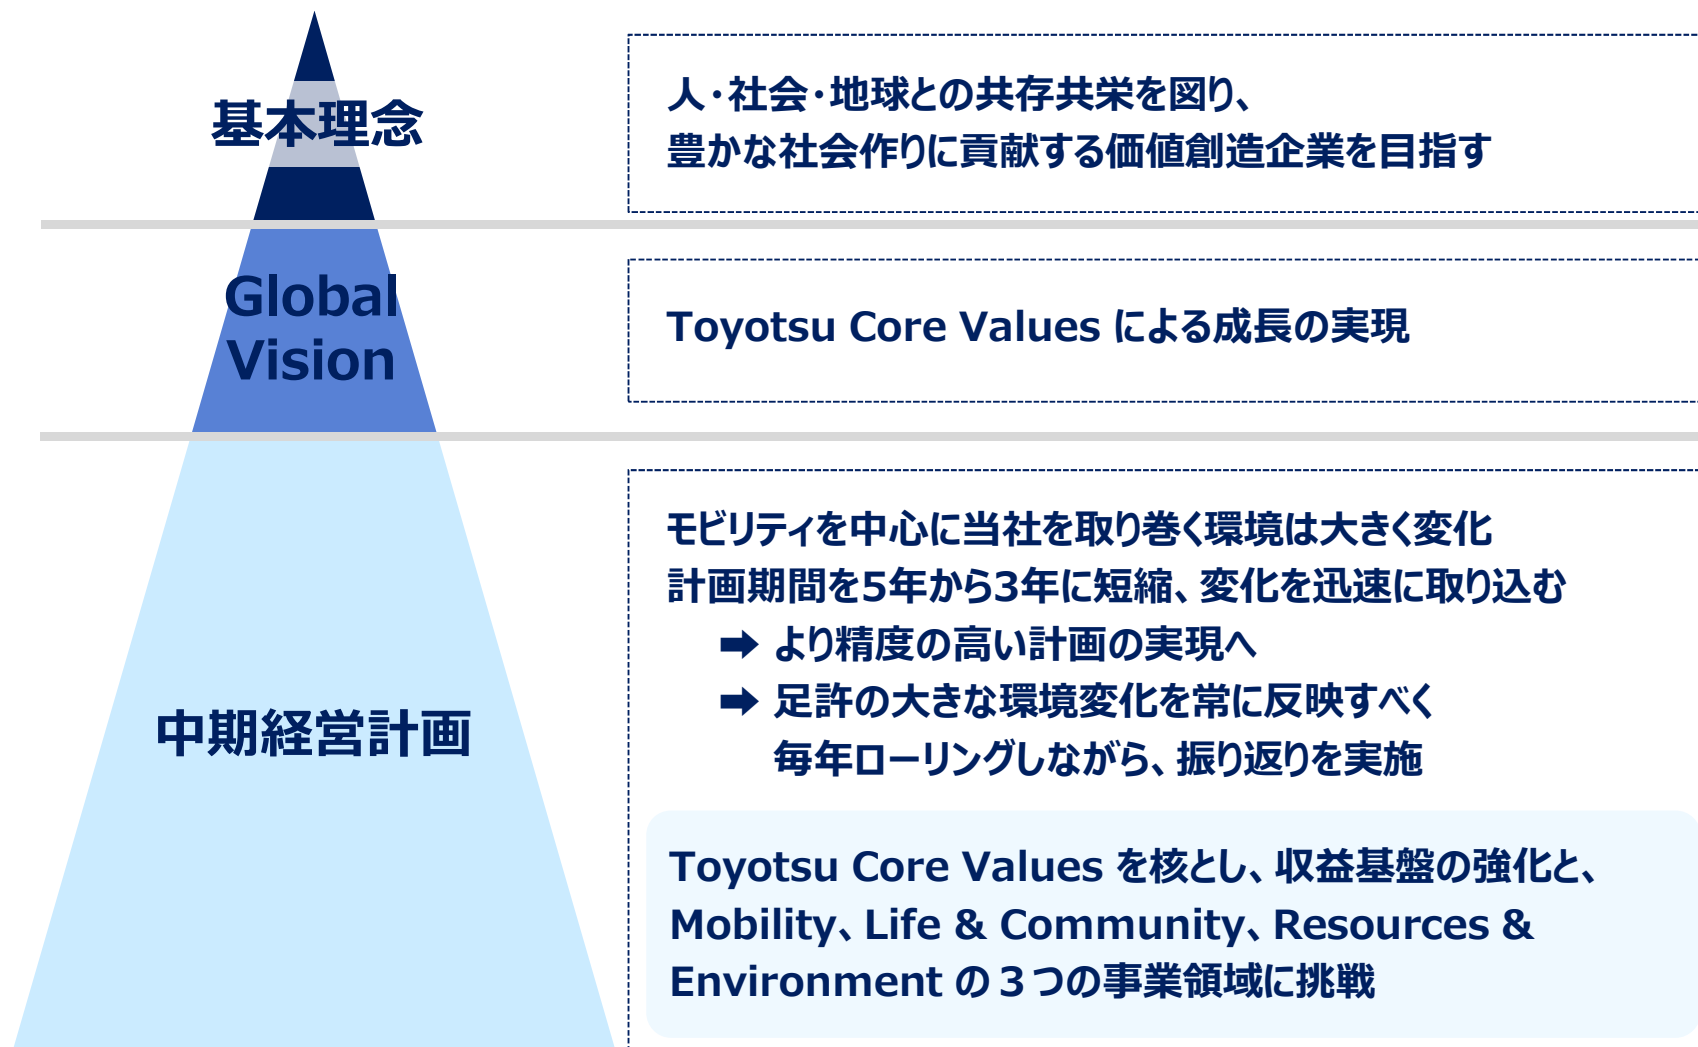 基本理念
人・社会・地球との共存共栄を図り、
豊かな社会作りに貢献する価値創造企業を目指す
Global
Vision
Toyotsu Core Values による成長の実現
中期経営計画
モビリティを中心に当社を取り巻く環境は大きく変化
計画期間を5年から3年に短縮、変化を迅速に取り込む
➡ より精度の高い計画の実現へ
➡ 足許の大きな環境変化を常に反映すべく
毎年ローリングしながら、振り返りを実施
Toyotsu Core Values を核とし、収益基盤の強化と、
Mobility、Life & Community、Resources &
Environment の３つの事業領域に挑戦